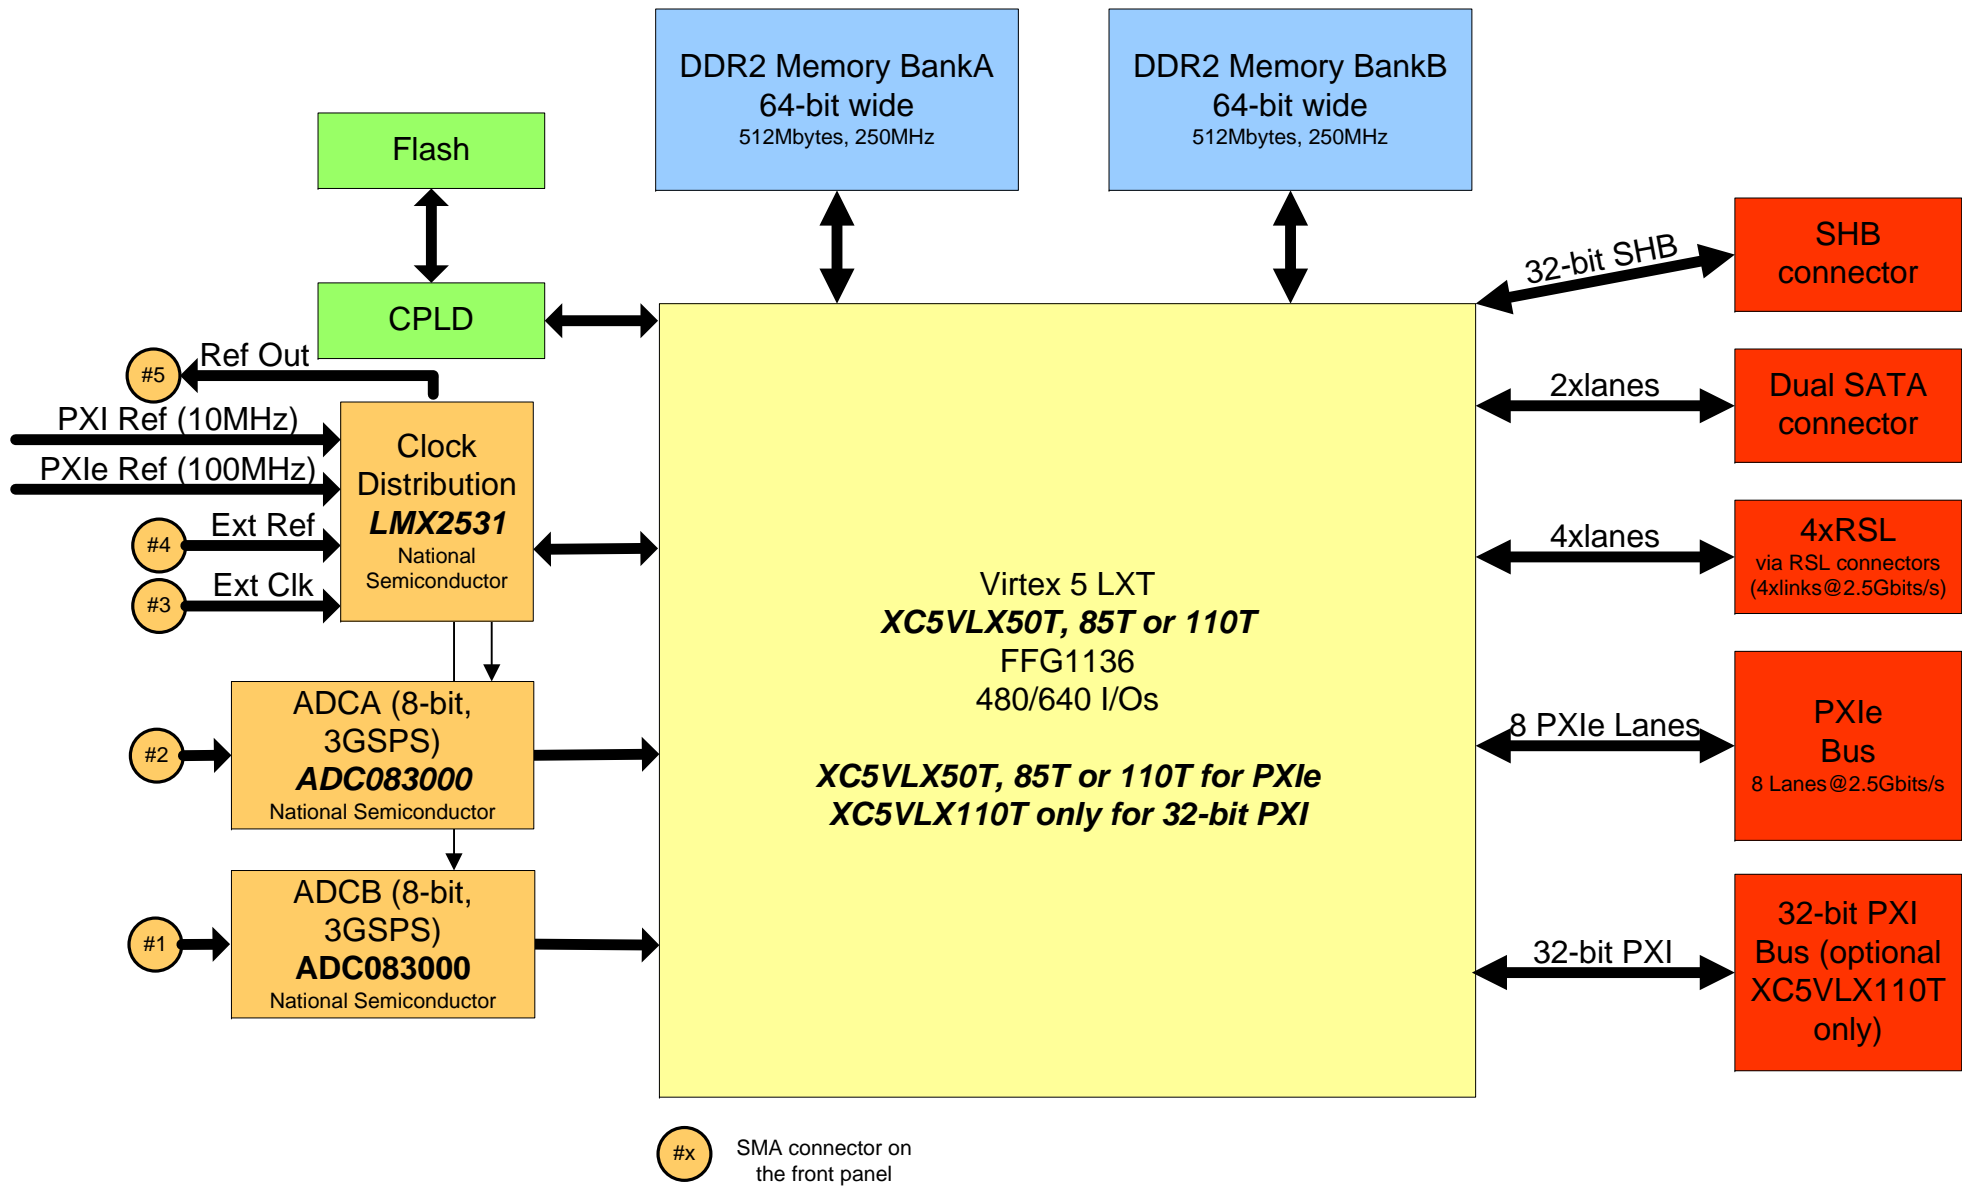 DDR2 Memory BankA
64-bit wide
512Mbytes, 250MHz
DDR2 Memory BankB
64-bit wide
512Mbytes, 250MHz
Flash
CPLD
Ref Out
#5
PXI Ref (10MHz)
PXIe Ref (100MHz)
Ext Ref
#4
Ext Clk
#3
Clock
Distribution
LMX2531
National
Semiconductor
ADCA (8-bit,
3GSPS)
ADC083000
National Semiconductor
#2
ADCB (8-bit,
3GSPS)
ADC083000
National Semiconductor
#1
Virtex 5 LXT
XC5VLX50T, 85T or 110T
FFG1136
480/640 I/Os
XC5VLX50T, 85T or 110T for PXIe
XC5VLX110T only for 32-bit PXI
32-bit SHB
SHB
connector
2xlanes
Dual SATA
connector
4xlanes
4xRSL
via RSL connectors
(4xlinks@2.5Gbits/s)
8 PXIe Lanes
PXIe
Bus
8 Lanes@2.5Gbits/s
32-bit PXI
32-bit PXI
Bus (optional
XC5VLX110T
only)
#x
SMA connector on
the front panel